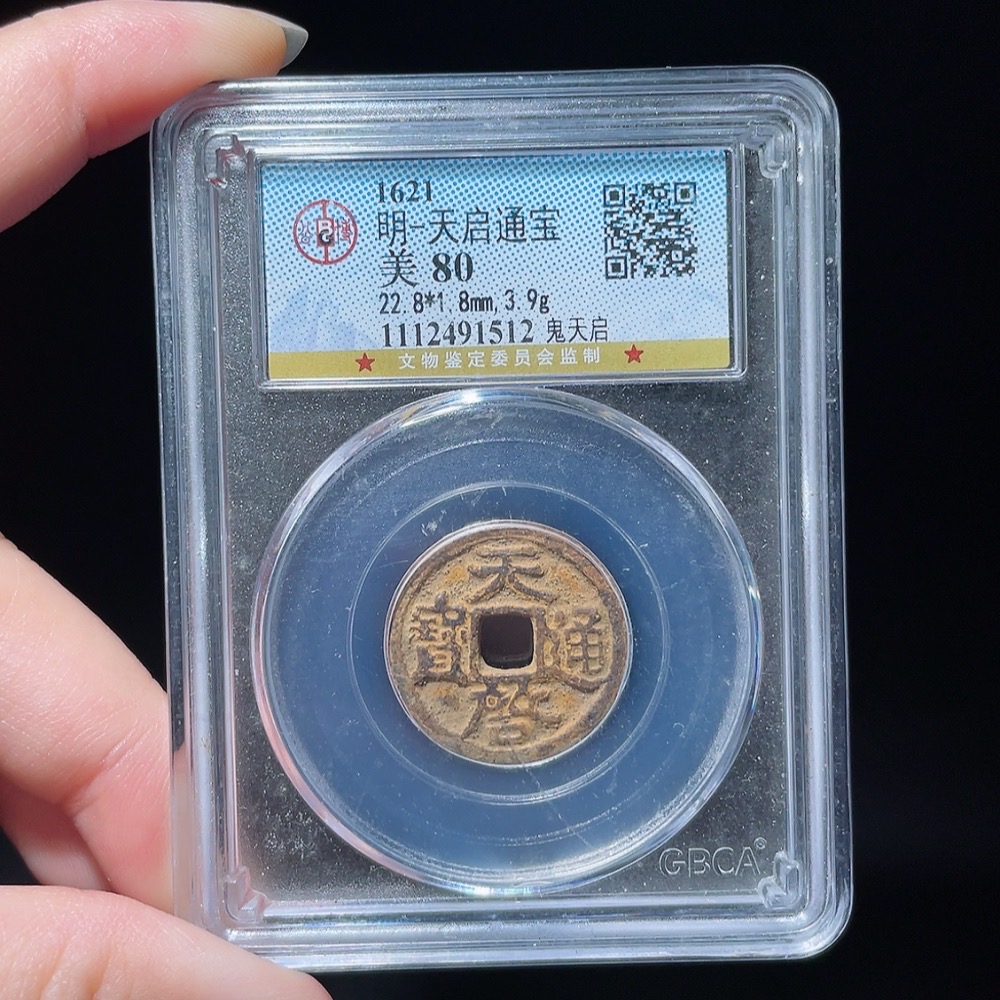 1621
明-天启通宝
美 80
22.8*1.8mm, 3.9g
1112491512 鬼天启
★ 文物鉴定委员会监制 ★
天
寶 通
啓
GBCA